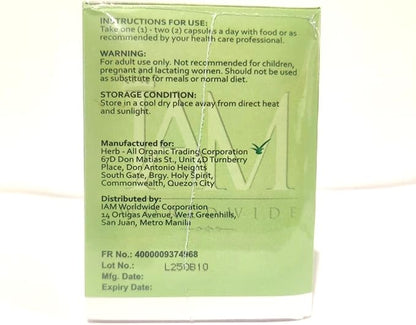 INSTRUCTIONS FOR USE:
Take one (1) - two (2) capsules a day with food or as
recommended by your health care professional.
WARNING:
For adult use only. Not recommended for children,
pregnant and lactating women. Should not be used
as substitute for meals or normal diet.
STORAGE CONDITION:
Store in a cool dry place away from direct heat
and sunlight.
IAM
WORLDWIDE
Manufactured for:
Herb - All Organic Trading Corporation
67D Don Matias St., Unit 4D Turnberry
Place, Don Antonio Heights
South Gate, Brgy. Holy Spirit,
Commonwealth, Quezon City
Distributed by:
IAM Worldwide Corporation
14 Ortigas Avenue, West Greenhills,
San Juan, Metro Manila
FR No.: 4000009374968
Lot No.: L250B10
Mfg. Date:
Expiry Date: